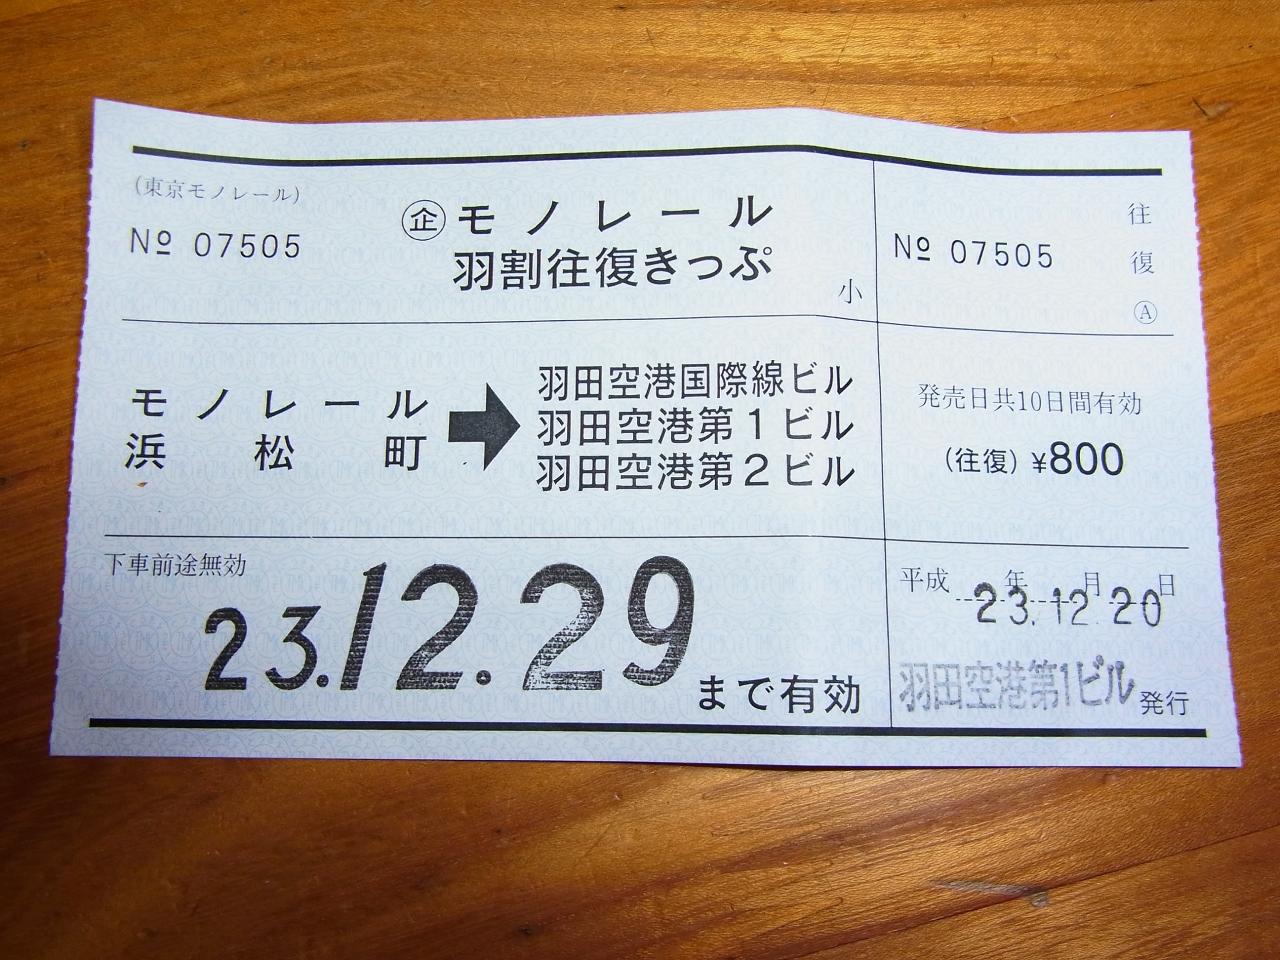 (東京モノレール)
№ 07505
企 モノレール
羽割往復きっぷ
小
№ 07505
往復Ⓐ
モノレール
浜松町
➡
羽田空港国際線ビル
羽田空港第1ビル
羽田空港第2ビル
発売日共10日間有効
(往復) ¥800
下車前途無効
23.12.29
まで有効
平成 年 月 日
23.12.20
羽田空港第1ビル 発行